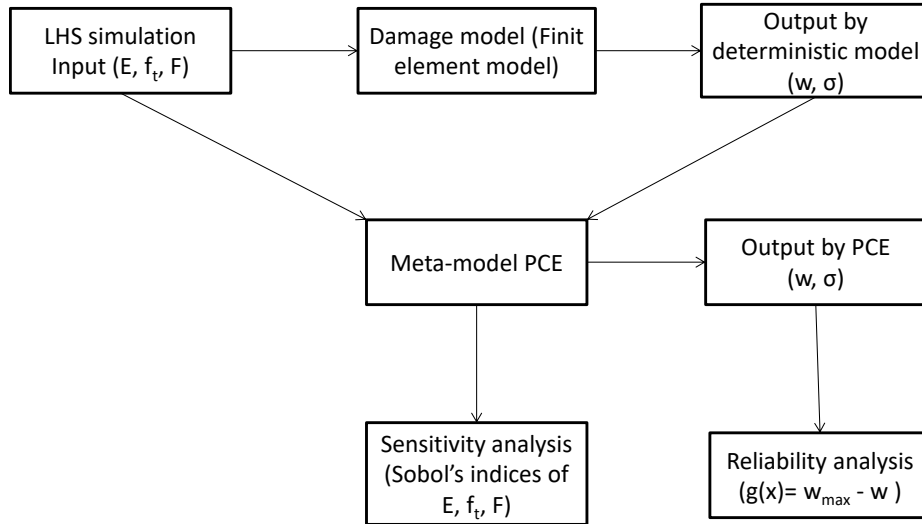 LHS simulation
Input (E, fₜ, F)
Damage model (Finit
element model)
Output by
deterministic model
(w, σ)
Meta-model PCE
Output by PCE
(w, σ)
Sensitivity analysis
(Sobol's indices of
E, fₜ, F)
Reliability analysis
(g(x)= wₘₐₓ - w )